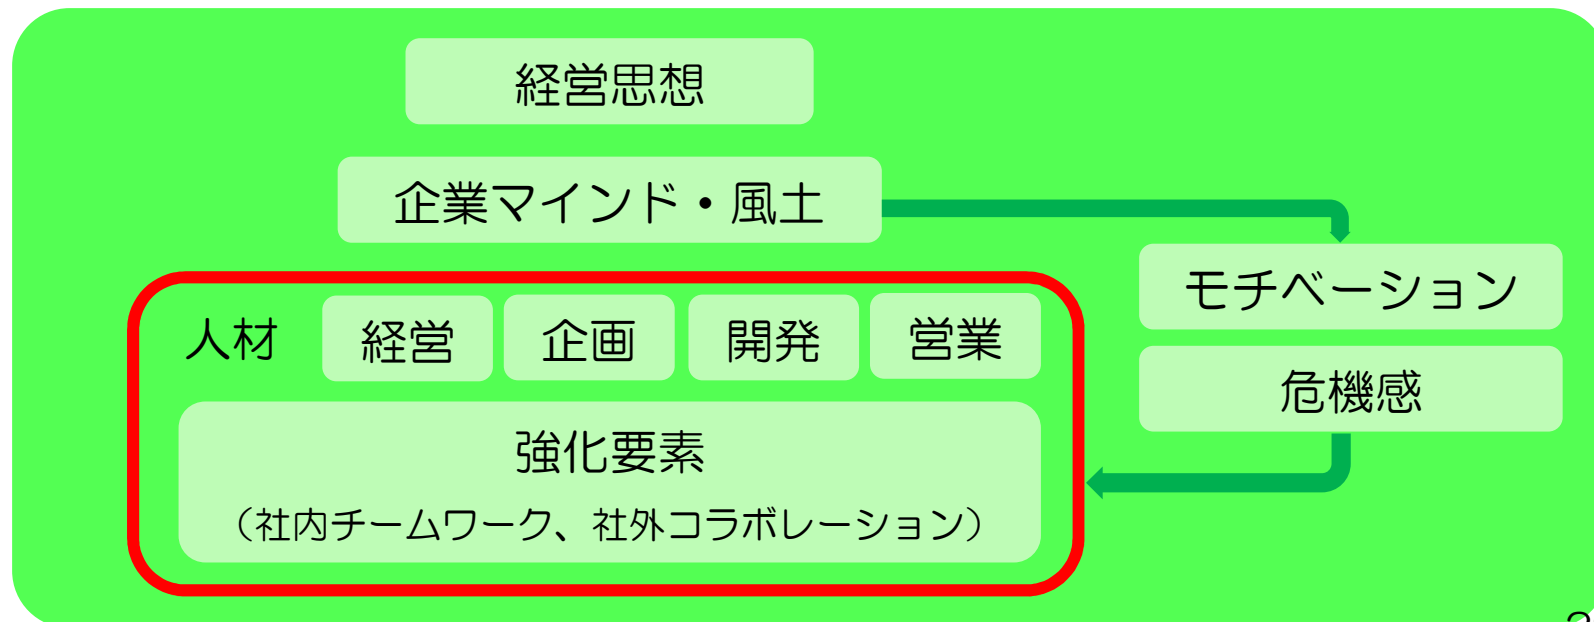 経営思想
企業マインド・風土
モチベーション
人材 経営 企画 開発 営業
危機感
強化要素
（社内チームワーク、社外コラボレーション）